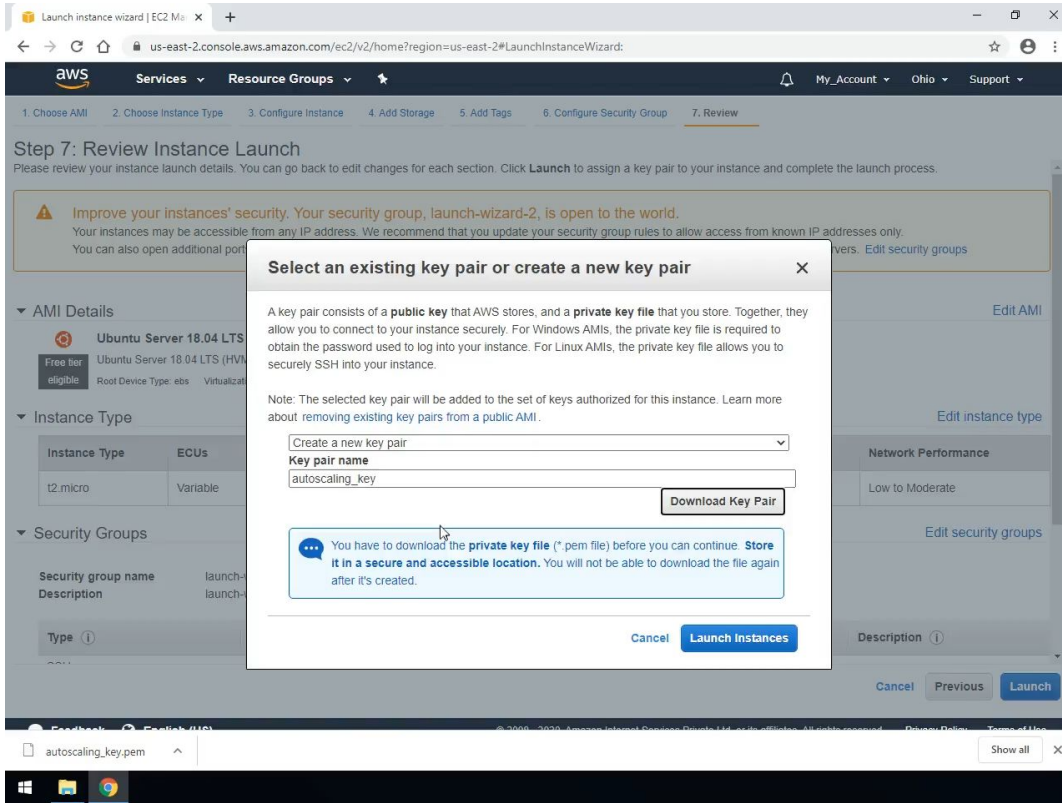 Launch instance wizard | EC2 Ma
us-east-2.console.aws.amazon.com/ec2/v2/home?region=us-east-2#LaunchInstanceWizard:
aws Services Resource Groups My_Account Ohio Support
1. Choose AMI 2. Choose Instance Type 3. Configure Instance 4. Add Storage 5. Add Tags 6. Configure Security Group 7. Review
Step 7: Review Instance Launch
Please review your instance launch details. You can go back to edit changes for each section. Click Launch to assign a key pair to your instance and complete the launch process.
Improve your instances' security. Your security group, launch-wizard-2, is open to the world.
Your instances may be accessible from any IP address. We recommend that you update your security group rules to allow access from known IP addresses only.
You can also open additional port vers. Edit security groups
Select an existing key pair or create a new key pair
A key pair consists of a public key that AWS stores, and a private key file that you store. Together, they
allow you to connect to your instance securely. For Windows AMIs, the private key file is required to
obtain the password used to log into your instance. For Linux AMIs, the private key file allows you to
securely SSH into your instance.
Note: The selected key pair will be added to the set of keys authorized for this instance. Learn more
about removing existing key pairs from a public AMI .
Create a new key pair
Key pair name
autoscaling_key
Download Key Pair
You have to download the private key file (*.pem file) before you can continue. Store
it in a secure and accessible location. You will not be able to download the file again
after it's created.
Cancel Launch Instances
AMI Details Edit AMI
Ubuntu Server 18.04 LTS
Free tier
eligible
Ubuntu Server 18.04 LTS (HVM
Root Device Type: ebs Virtualizati
Instance Type Edit instance type
Instance Type ECUs Network Performance
t2.micro Variable Low to Moderate
Security Groups Edit security groups
Security group name launch-
Description launch-
Type Description
Cancel Previous Launch
Feedback English (US) Privacy Policy Terms of Use
autoscaling_key.pem Show all